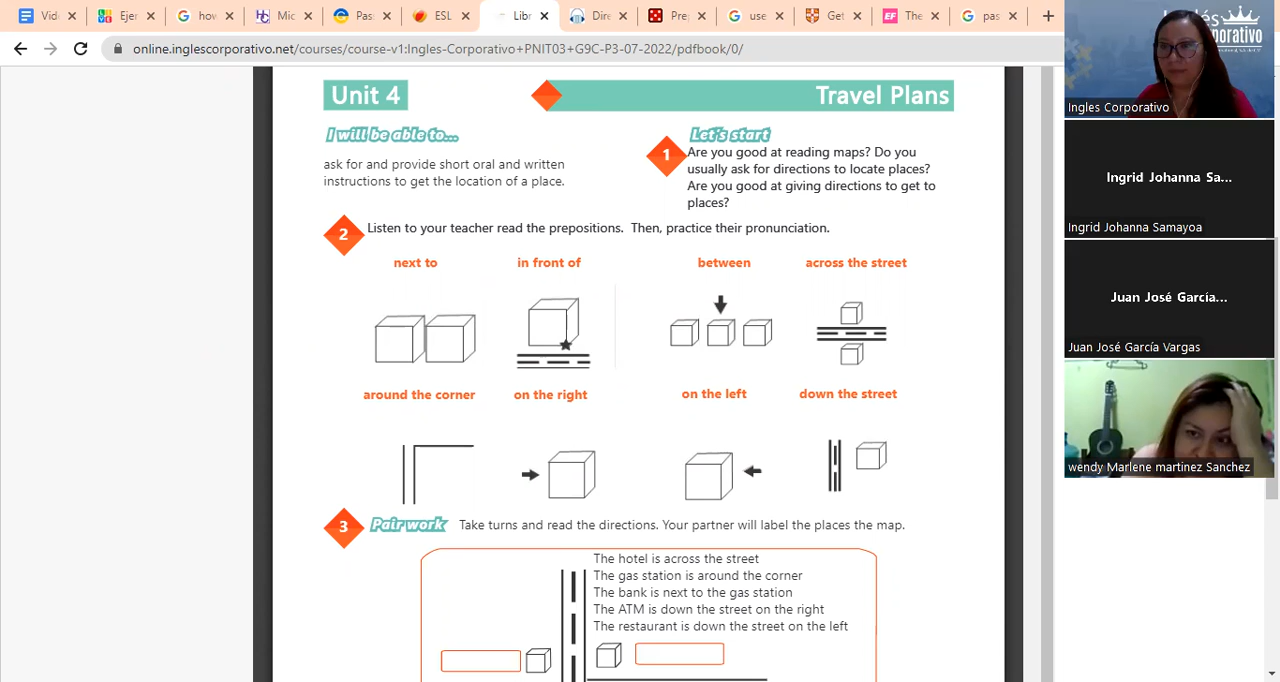 Vid
Ejer
how
Mic
Pas
ESL
Libr
Dire
Prep
use
Get
EF The
pas
online.inglescorporativo.net/courses/course-v1:Ingles-Corporativo+PNIT03+G9C-P3-07-2022/pdfbook/0/
Unit 4
Travel Plans
I will be able to...
ask for and provide short oral and written
instructions to get the location of a place.
1
Let's start
Are you good at reading maps? Do you
usually ask for directions to locate places?
Are you good at giving directions to get to
places?
2
Listen to your teacher read the prepositions. Then, practice their pronunciation.
next to
in front of
between
across the street
around the corner
on the right
on the left
down the street
3
Pair work
Take turns and read the directions. Your partner will label the places the map.
The hotel is across the street
The gas station is around the corner
The bank is next to the gas station
The ATM is down the street on the right
The restaurant is down the street on the left
Inglés
Ingles Corporativo
Ingrid Johanna Sa...
Ingrid Johanna Samayoa
Juan José García...
Juan José García Vargas
wendy Marlene martinez Sanchez